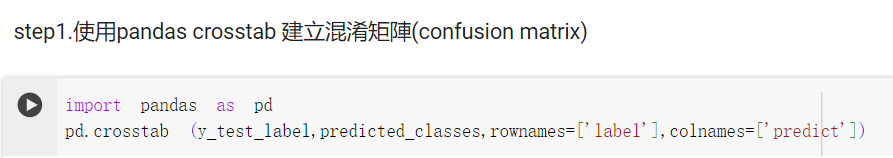 step1.使用pandas crosstab 建立混淆矩陣(confusion matrix)
import pandas as pd
pd.crosstab (y_test_label,predicted_classes,rownames=['label'],colnames=['predict'])